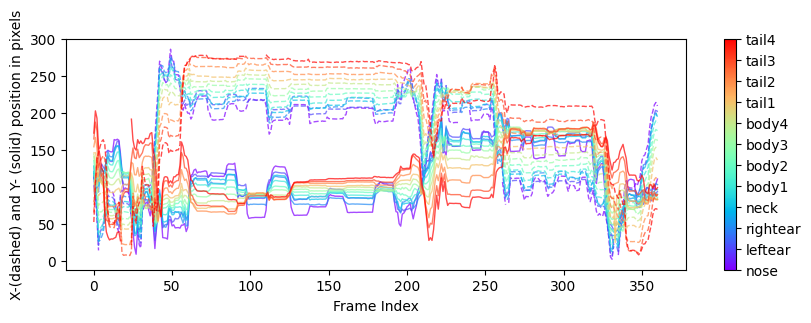 X-(dashed) and Y- (solid) position in pixels
300
250
200
150
100
50
0
0 50 100 150 200 250 300 350
Frame Index
tail4
tail3
tail2
tail1
body4
body3
body2
body1
neck
rightear
leftear
nose